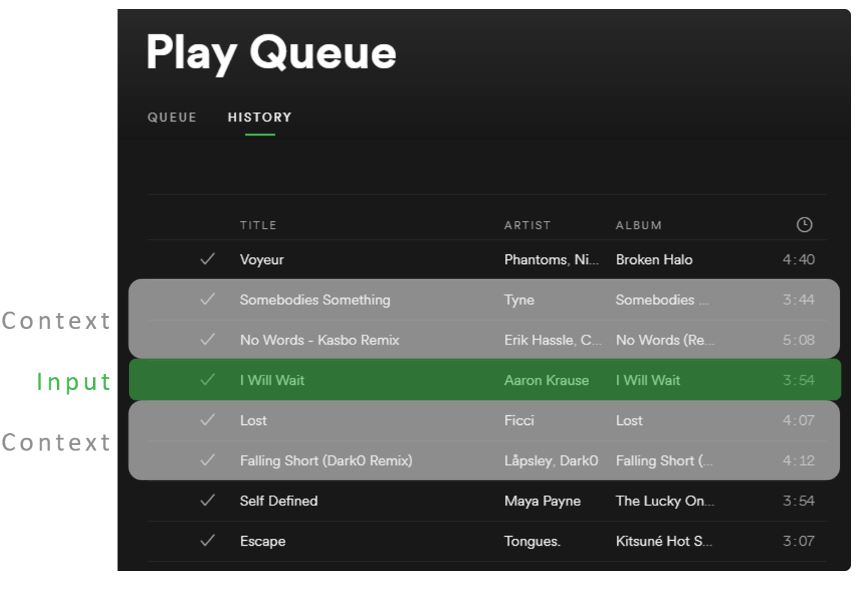 Play Queue
QUEUE HISTORY
TITLE ARTIST ALBUM
Voyeur Phantoms, Ni... Broken Halo 4:40
Somebodies Something Tyne Somebodies ... 3:44
Context
No Words - Kasbo Remix Erik Hassle, C... No Words (Re... 5:08
Input I Will Wait Aaron Krause I Will Wait 3:54
Lost Ficci Lost 4:07
Context
Falling Short (Dark0 Remix) Låpsley, Dark0 Falling Short (... 4:12
Self Defined Maya Payne The Lucky On... 3:54
Escape Tongues. Kitsuné Hot S... 3:07